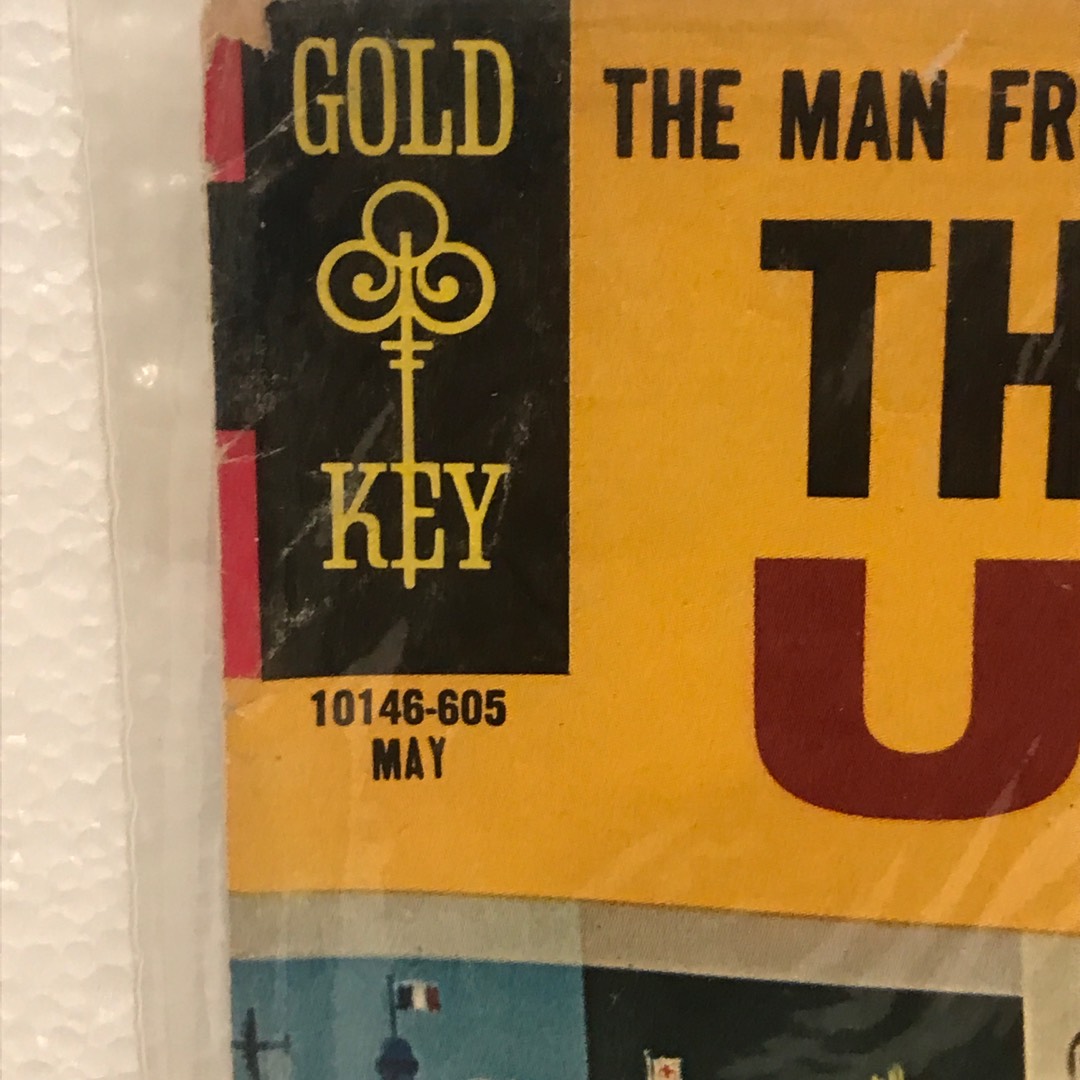 GOLD
KEY
10146-605
MAY
THE MAN FR
TH
U